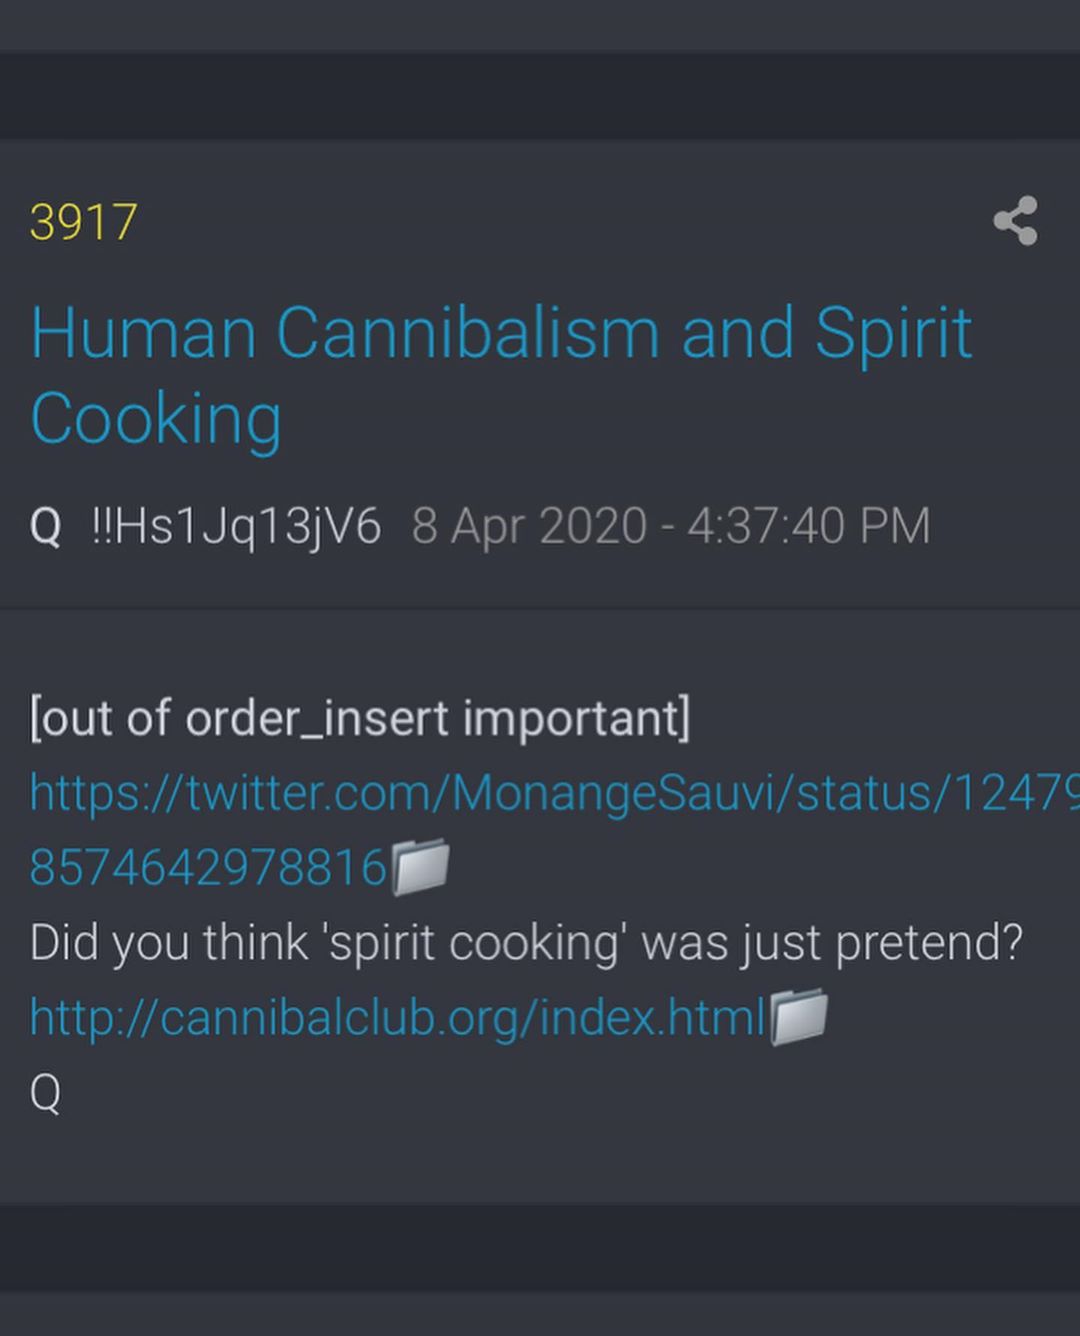 3917
Human Cannibalism and Spirit
Cooking
Q !!Hs1Jq13jV6 8 Apr 2020 - 4:37:40 PM
[out of order_insert important]
https://twitter.com/MonangeSauvi/status/12479
8574642978816
Did you think 'spirit cooking' was just pretend?
http://cannibalclub.org/index.html
Q